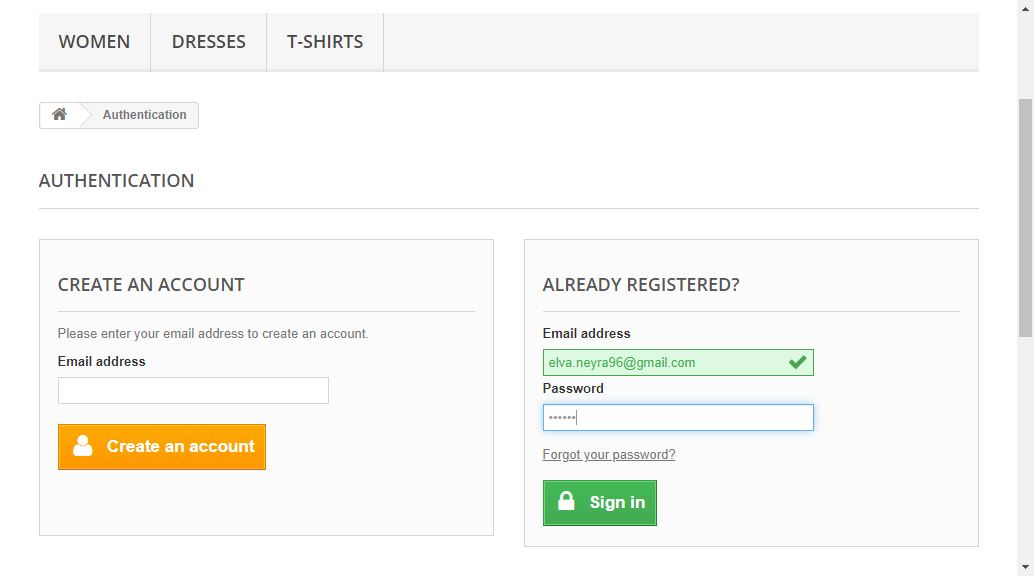 WOMEN DRESSES T-SHIRTS
Authentication
AUTHENTICATION
CREATE AN ACCOUNT
Please enter your email address to create an account.
Email address
Create an account
ALREADY REGISTERED?
Email address
elva.neyra96@gmail.com
Password
••••••
Forgot your password?
Sign in